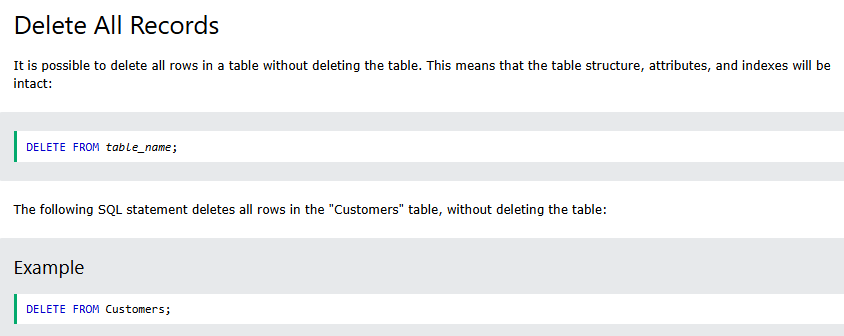 Delete All Records
It is possible to delete all rows in a table without deleting the table. This means that the table structure, attributes, and indexes will be
intact:
DELETE FROM table_name;
The following SQL statement deletes all rows in the "Customers" table, without deleting the table:
Example
DELETE FROM Customers;